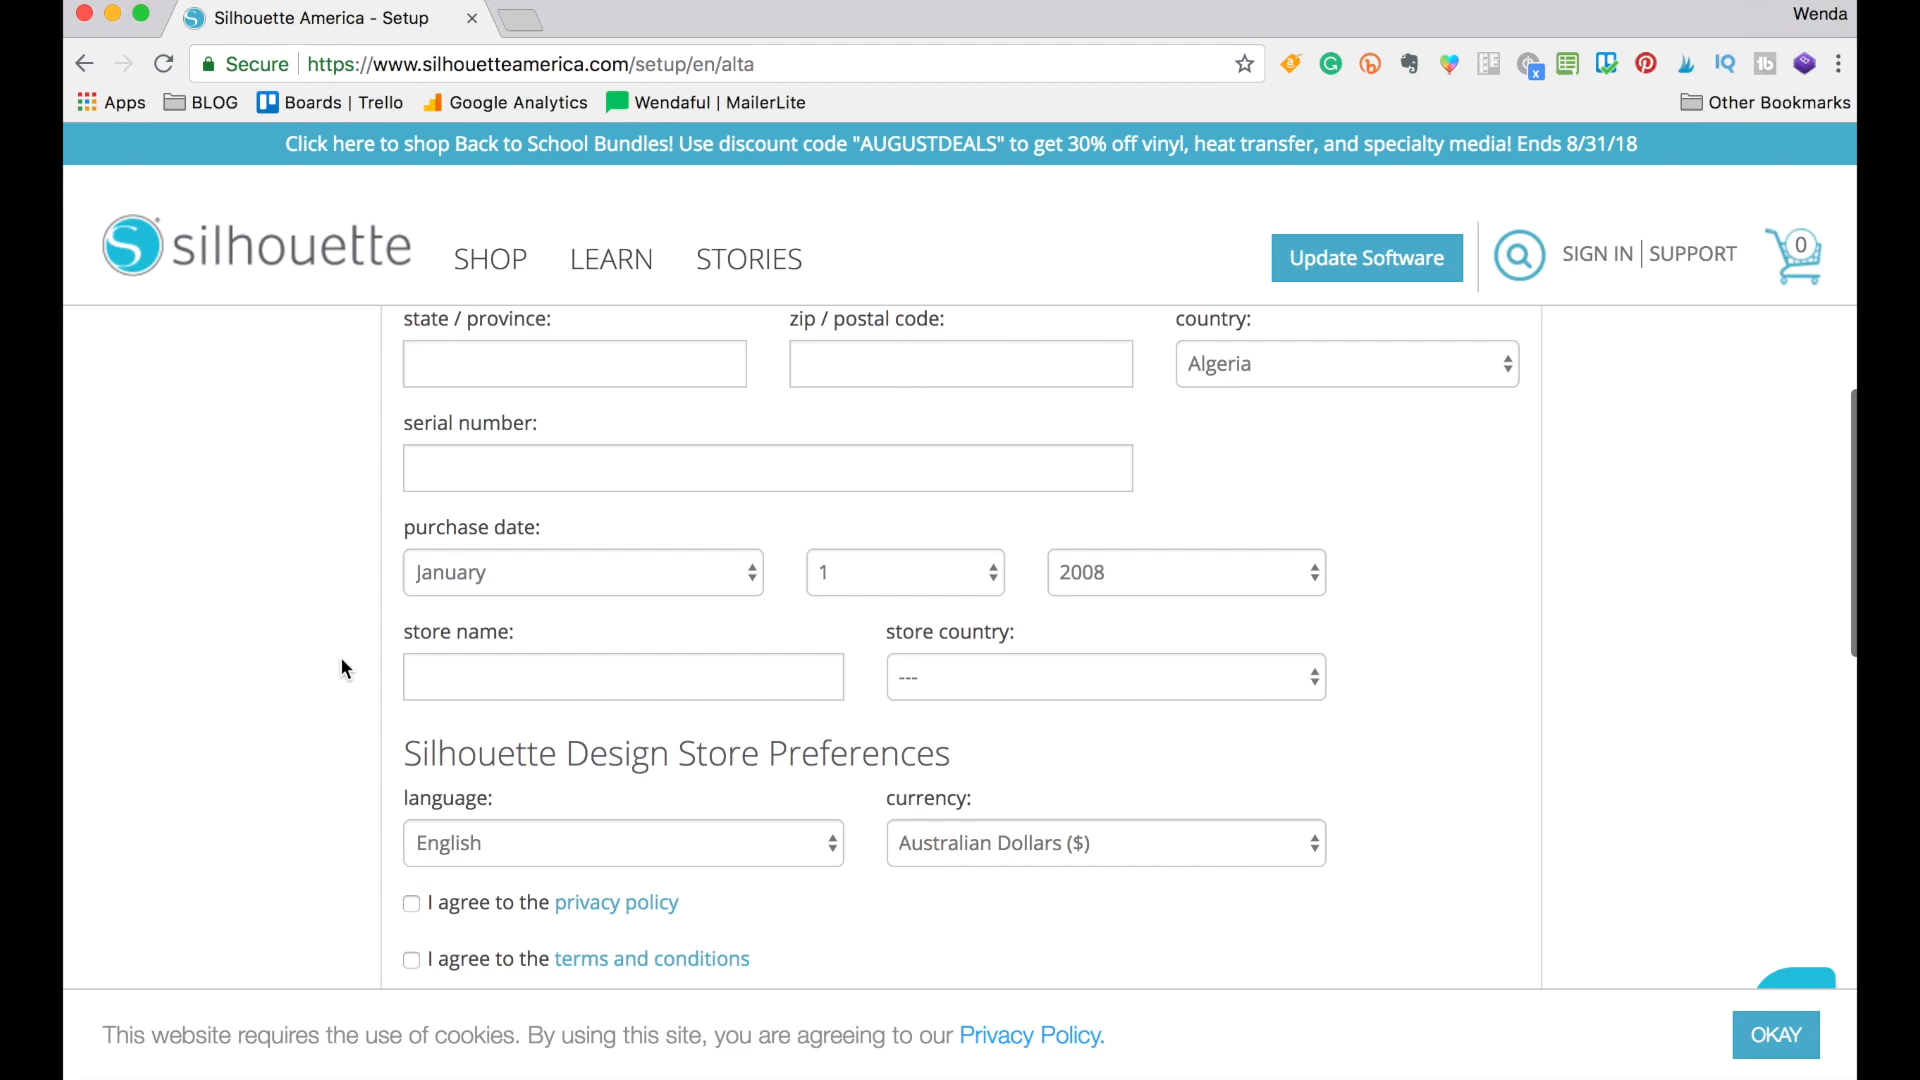 Silhouette America - Setup
Wenda
Secure https://www.silhouetteamerica.com/setup/en/alta
Apps BLOG Boards | Trello Google Analytics Wendaful | MailerLite Other Bookmarks
Click here to shop Back to School Bundles! Use discount code "AUGUSTDEALS" to get 30% off vinyl, heat transfer, and specialty media! Ends 8/31/18
silhouette SHOP LEARN STORIES Update Software SIGN IN | SUPPORT 0
state / province: zip / postal code: country:
Algeria
serial number:
purchase date:
January 1 2008
store name: store country:
---
Silhouette Design Store Preferences
language: currency:
English Australian Dollars ($)
I agree to the privacy policy
I agree to the terms and conditions
This website requires the use of cookies. By using this site, you are agreeing to our Privacy Policy. OKAY